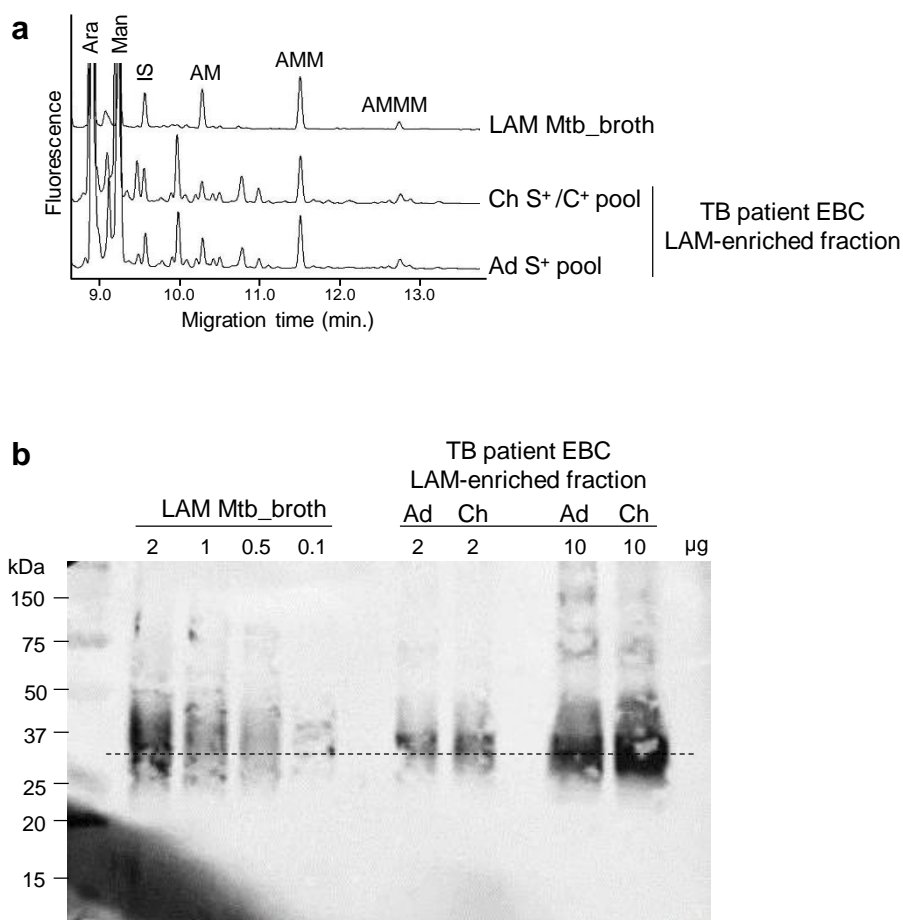 a
Ara
Man
IS
AM
AMM
AMMM
LAM Mtb_broth
Ch S⁺/C⁺ pool
Ad S⁺ pool
TB patient EBC
LAM-enriched fraction
Fluorescence
9.0 10.0 11.0 12.0 13.0
Migration time (min.)
b
TB patient EBC
LAM-enriched fraction
LAM Mtb_broth Ad Ch Ad Ch
2 1 0.5 0.1 2 2 10 10 µg
kDa
150
75
50
37
25
20
15